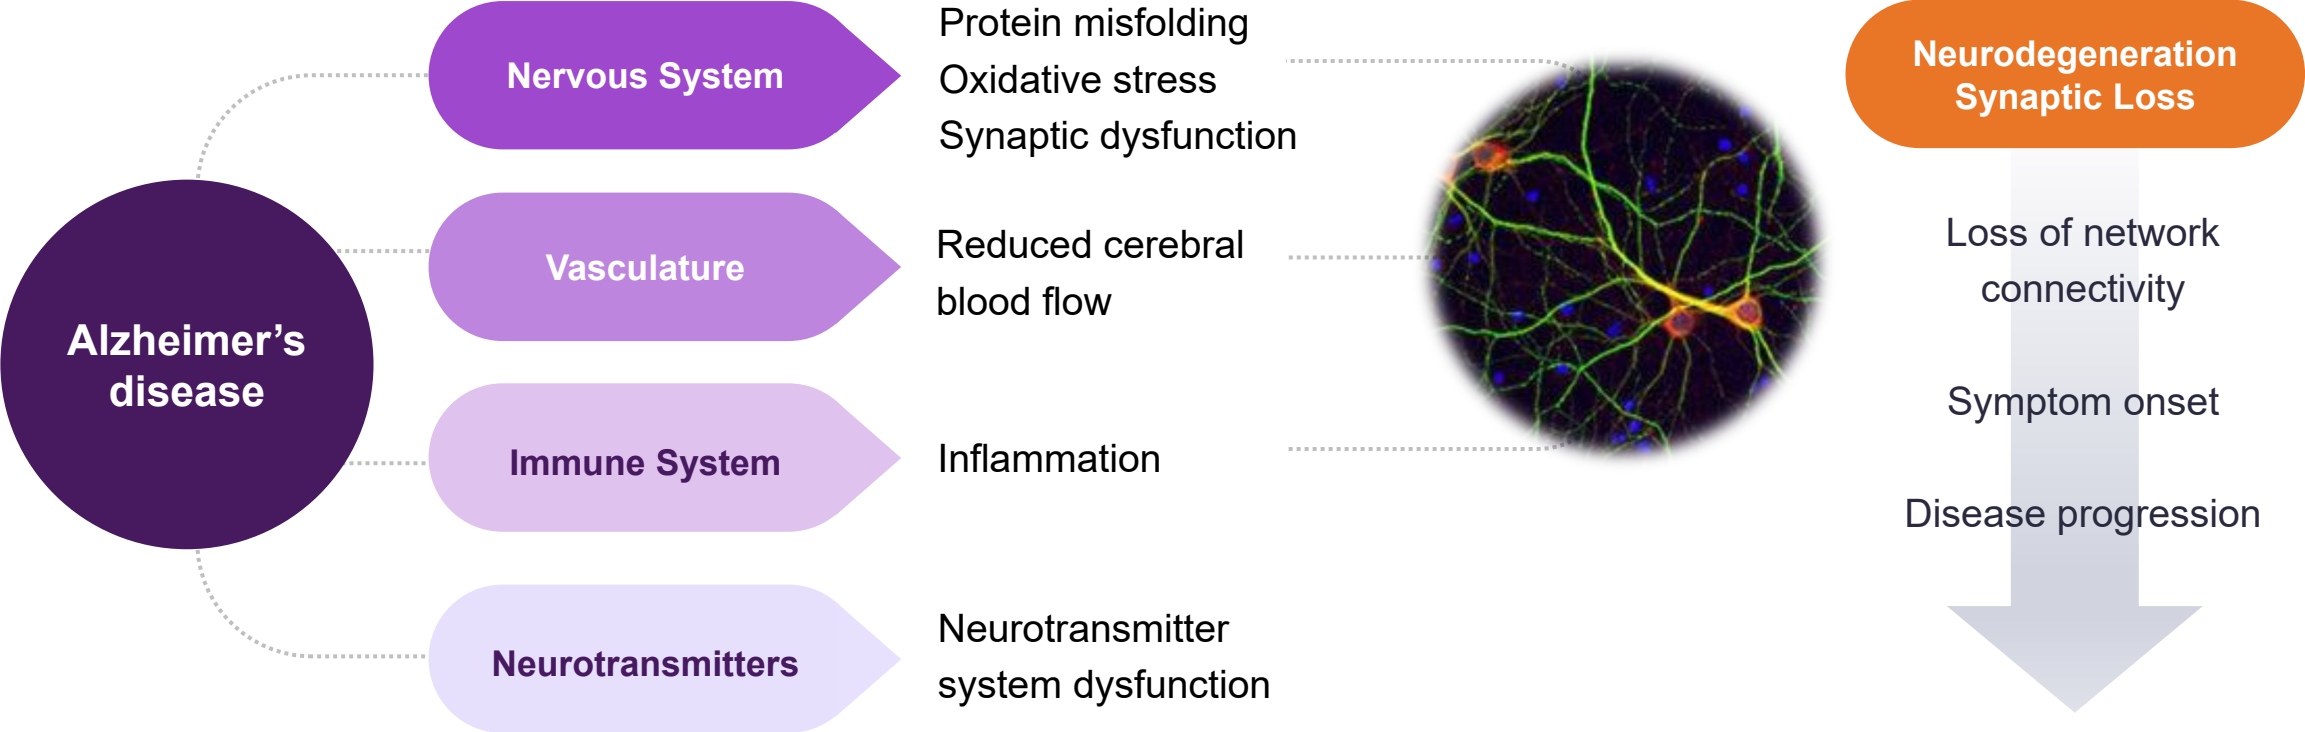 Alzheimer’s
disease
Nervous System
Protein misfolding
Oxidative stress
Synaptic dysfunction
Vasculature
Reduced cerebral
blood flow
Immune System
Inflammation
Neurotransmitters
Neurotransmitter
system dysfunction
Neurodegeneration
Synaptic Loss
Loss of network
connectivity
Symptom onset
Disease progression